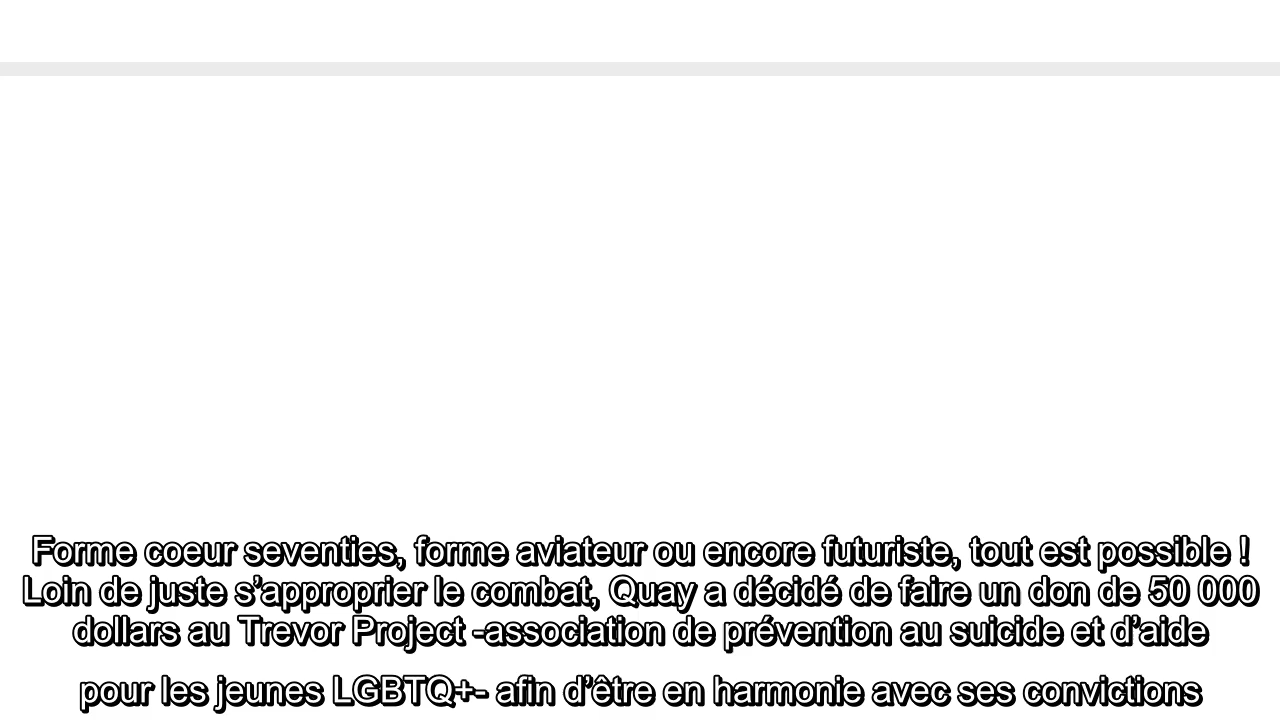 Forme coeur seventies, forme aviateur ou encore futuriste, tout est possible !
Loin de juste s’approprier le combat, Quay a décidé de faire un don de 50 000
dollars au Trevor Project -association de prévention au suicide et d’aide
pour les jeunes LGBTQ+- afin d’être en harmonie avec ses convictions